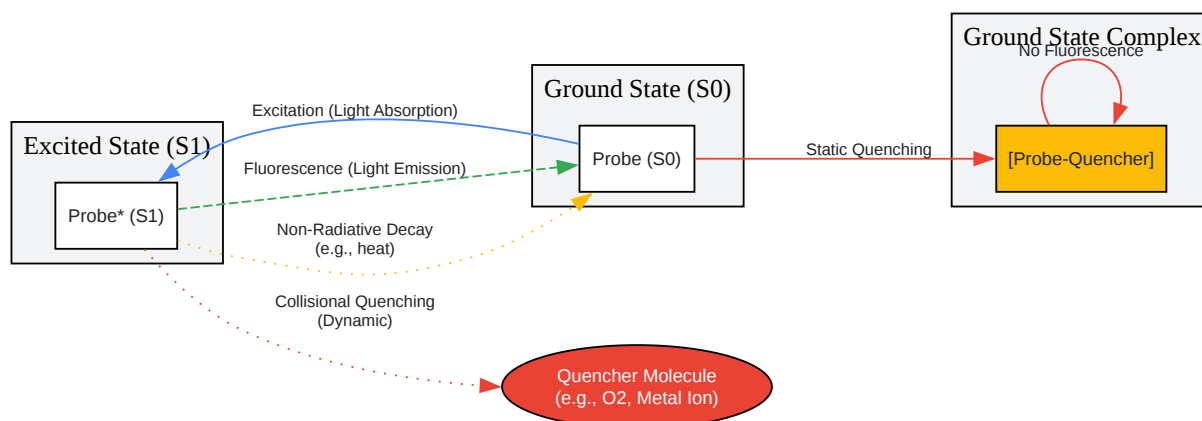 Ground State Complex
No Fluorescence
[Probe-Quencher]
Ground State (S0)
Probe (S0)
Static Quenching
Excitation (Light Absorption)
Excited State (S1)
Probe* (S1)
Fluorescence (Light Emission)
Non-Radiative Decay
(e.g., heat)
Collisional Quenching
(Dynamic)
Quencher Molecule
(e.g., O2, Metal Ion)